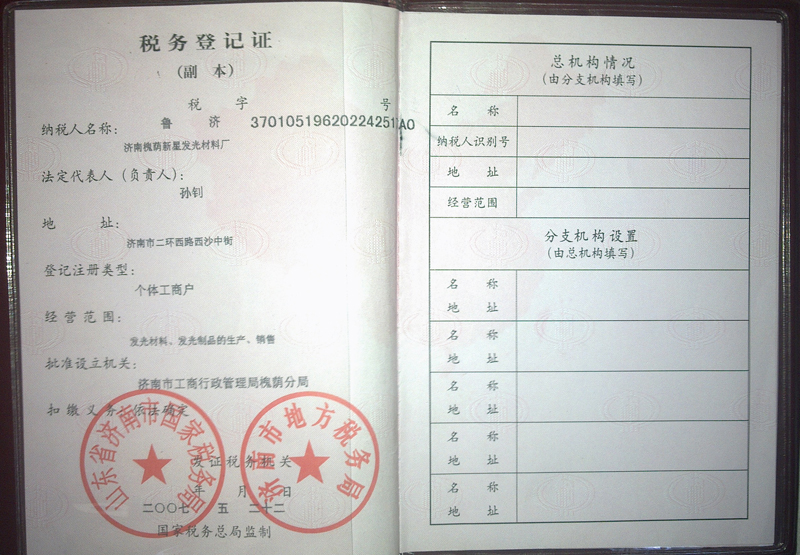 税务登记证
(副 本)
税 字 号
鲁 济 370105196202242511A0
纳税人名称:
济南槐荫新星发光材料厂
法定代表人(负责人):
孙钊
地 址:
济南市二环西路西沙中街
登记注册类型:
个体工商户
经营范围:
发光材料、发光制品的生产、销售
批准设立机关:
济南市工商行政管理局槐荫分局
扣缴义务:依法确定
山东省济南市国家税务局
济南市地方税务局
发证税务机关
年 月 日
二〇〇七 五 二十二
国家税务总局监制
总机构情况
(由分支机构填写)
名 称
纳税人识别号
地 址
经营范围
分支机构设置
(由总机构填写)
名 称
地 址
名 称
地 址
名 称
地 址
名 称
地 址
名 称
地 址